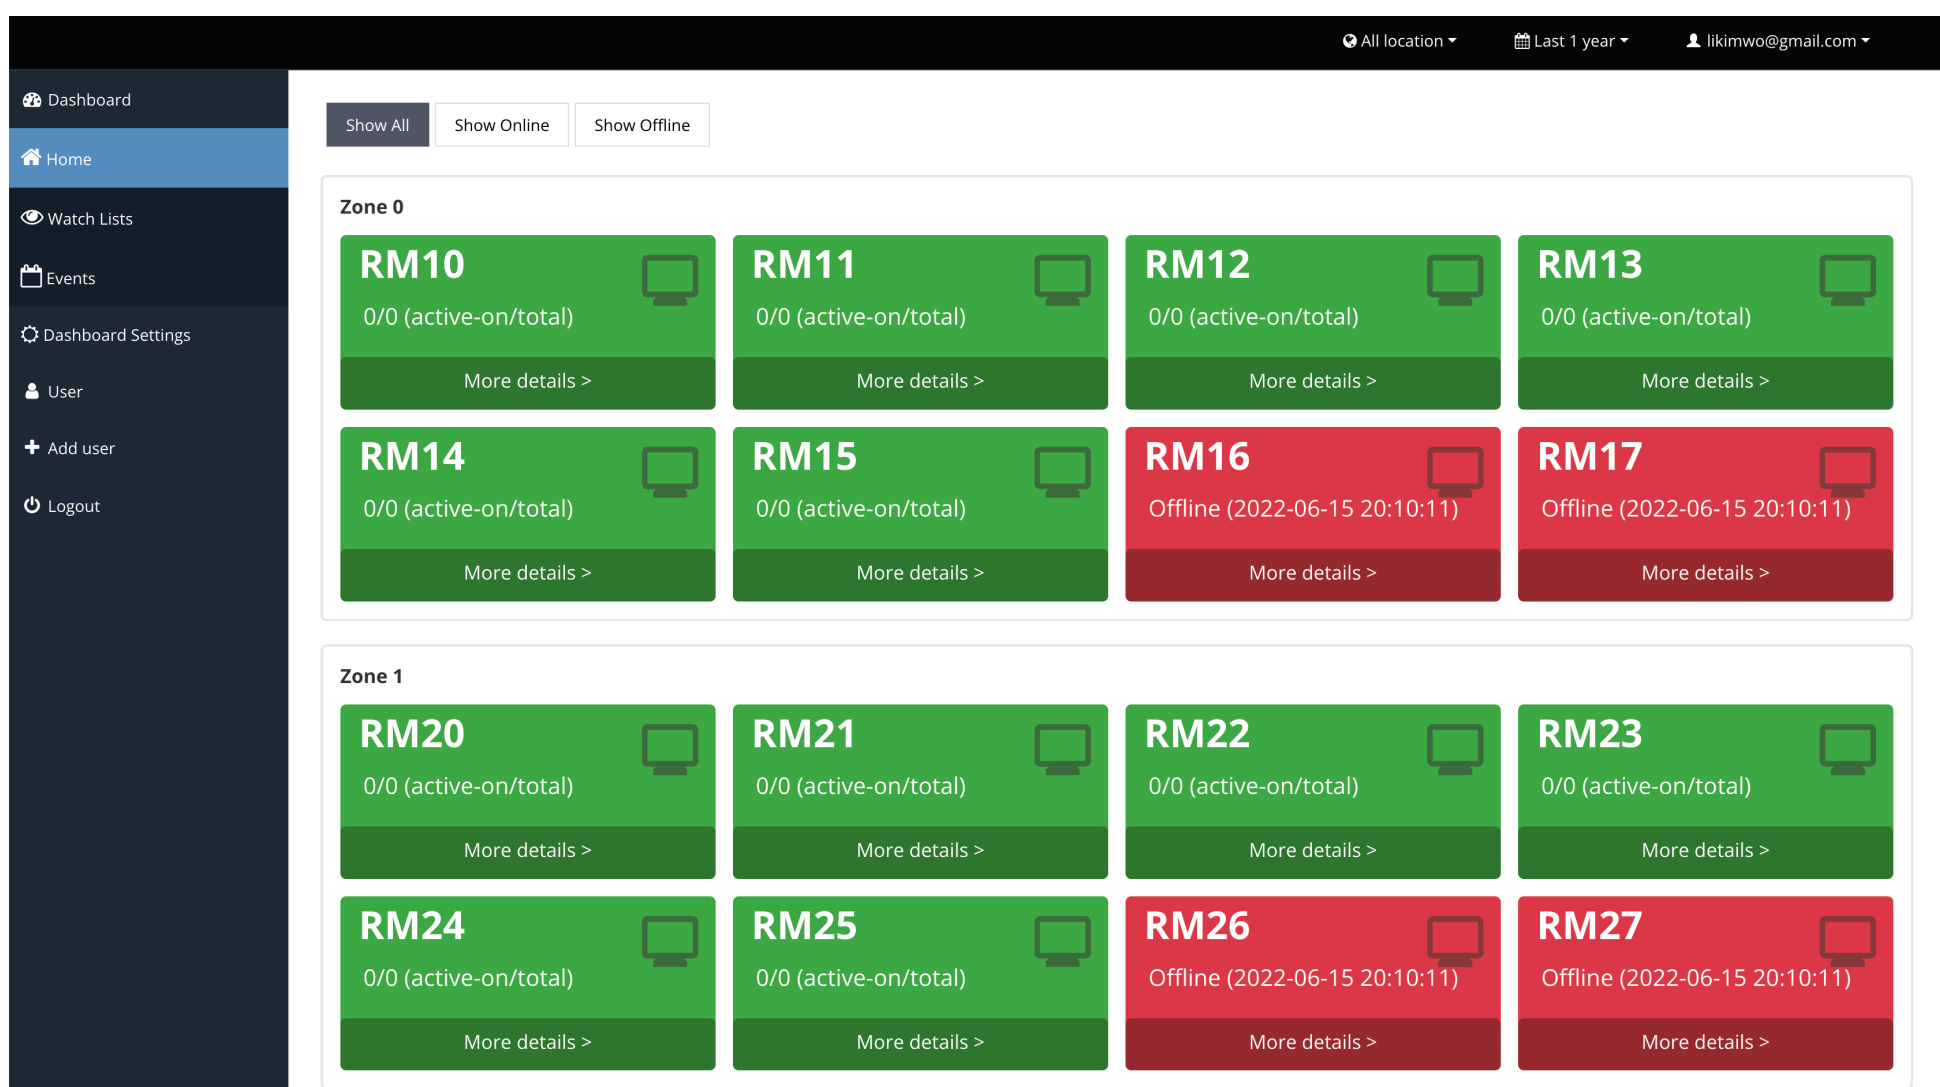 All location
Last 1 year
likimwo@gmail.com
Dashboard
Home
Watch Lists
Events
Dashboard Settings
User
Add user
Logout
Show All
Show Online
Show Offline
Zone 0
RM10
0/0 (active-on/total)
More details >
RM11
0/0 (active-on/total)
More details >
RM12
0/0 (active-on/total)
More details >
RM13
0/0 (active-on/total)
More details >
RM14
0/0 (active-on/total)
More details >
RM15
0/0 (active-on/total)
More details >
RM16
Offline (2022-06-15 20:10:11)
More details >
RM17
Offline (2022-06-15 20:10:11)
More details >
Zone 1
RM20
0/0 (active-on/total)
More details >
RM21
0/0 (active-on/total)
More details >
RM22
0/0 (active-on/total)
More details >
RM23
0/0 (active-on/total)
More details >
RM24
0/0 (active-on/total)
More details >
RM25
0/0 (active-on/total)
More details >
RM26
Offline (2022-06-15 20:10:11)
More details >
RM27
Offline (2022-06-15 20:10:11)
More details >